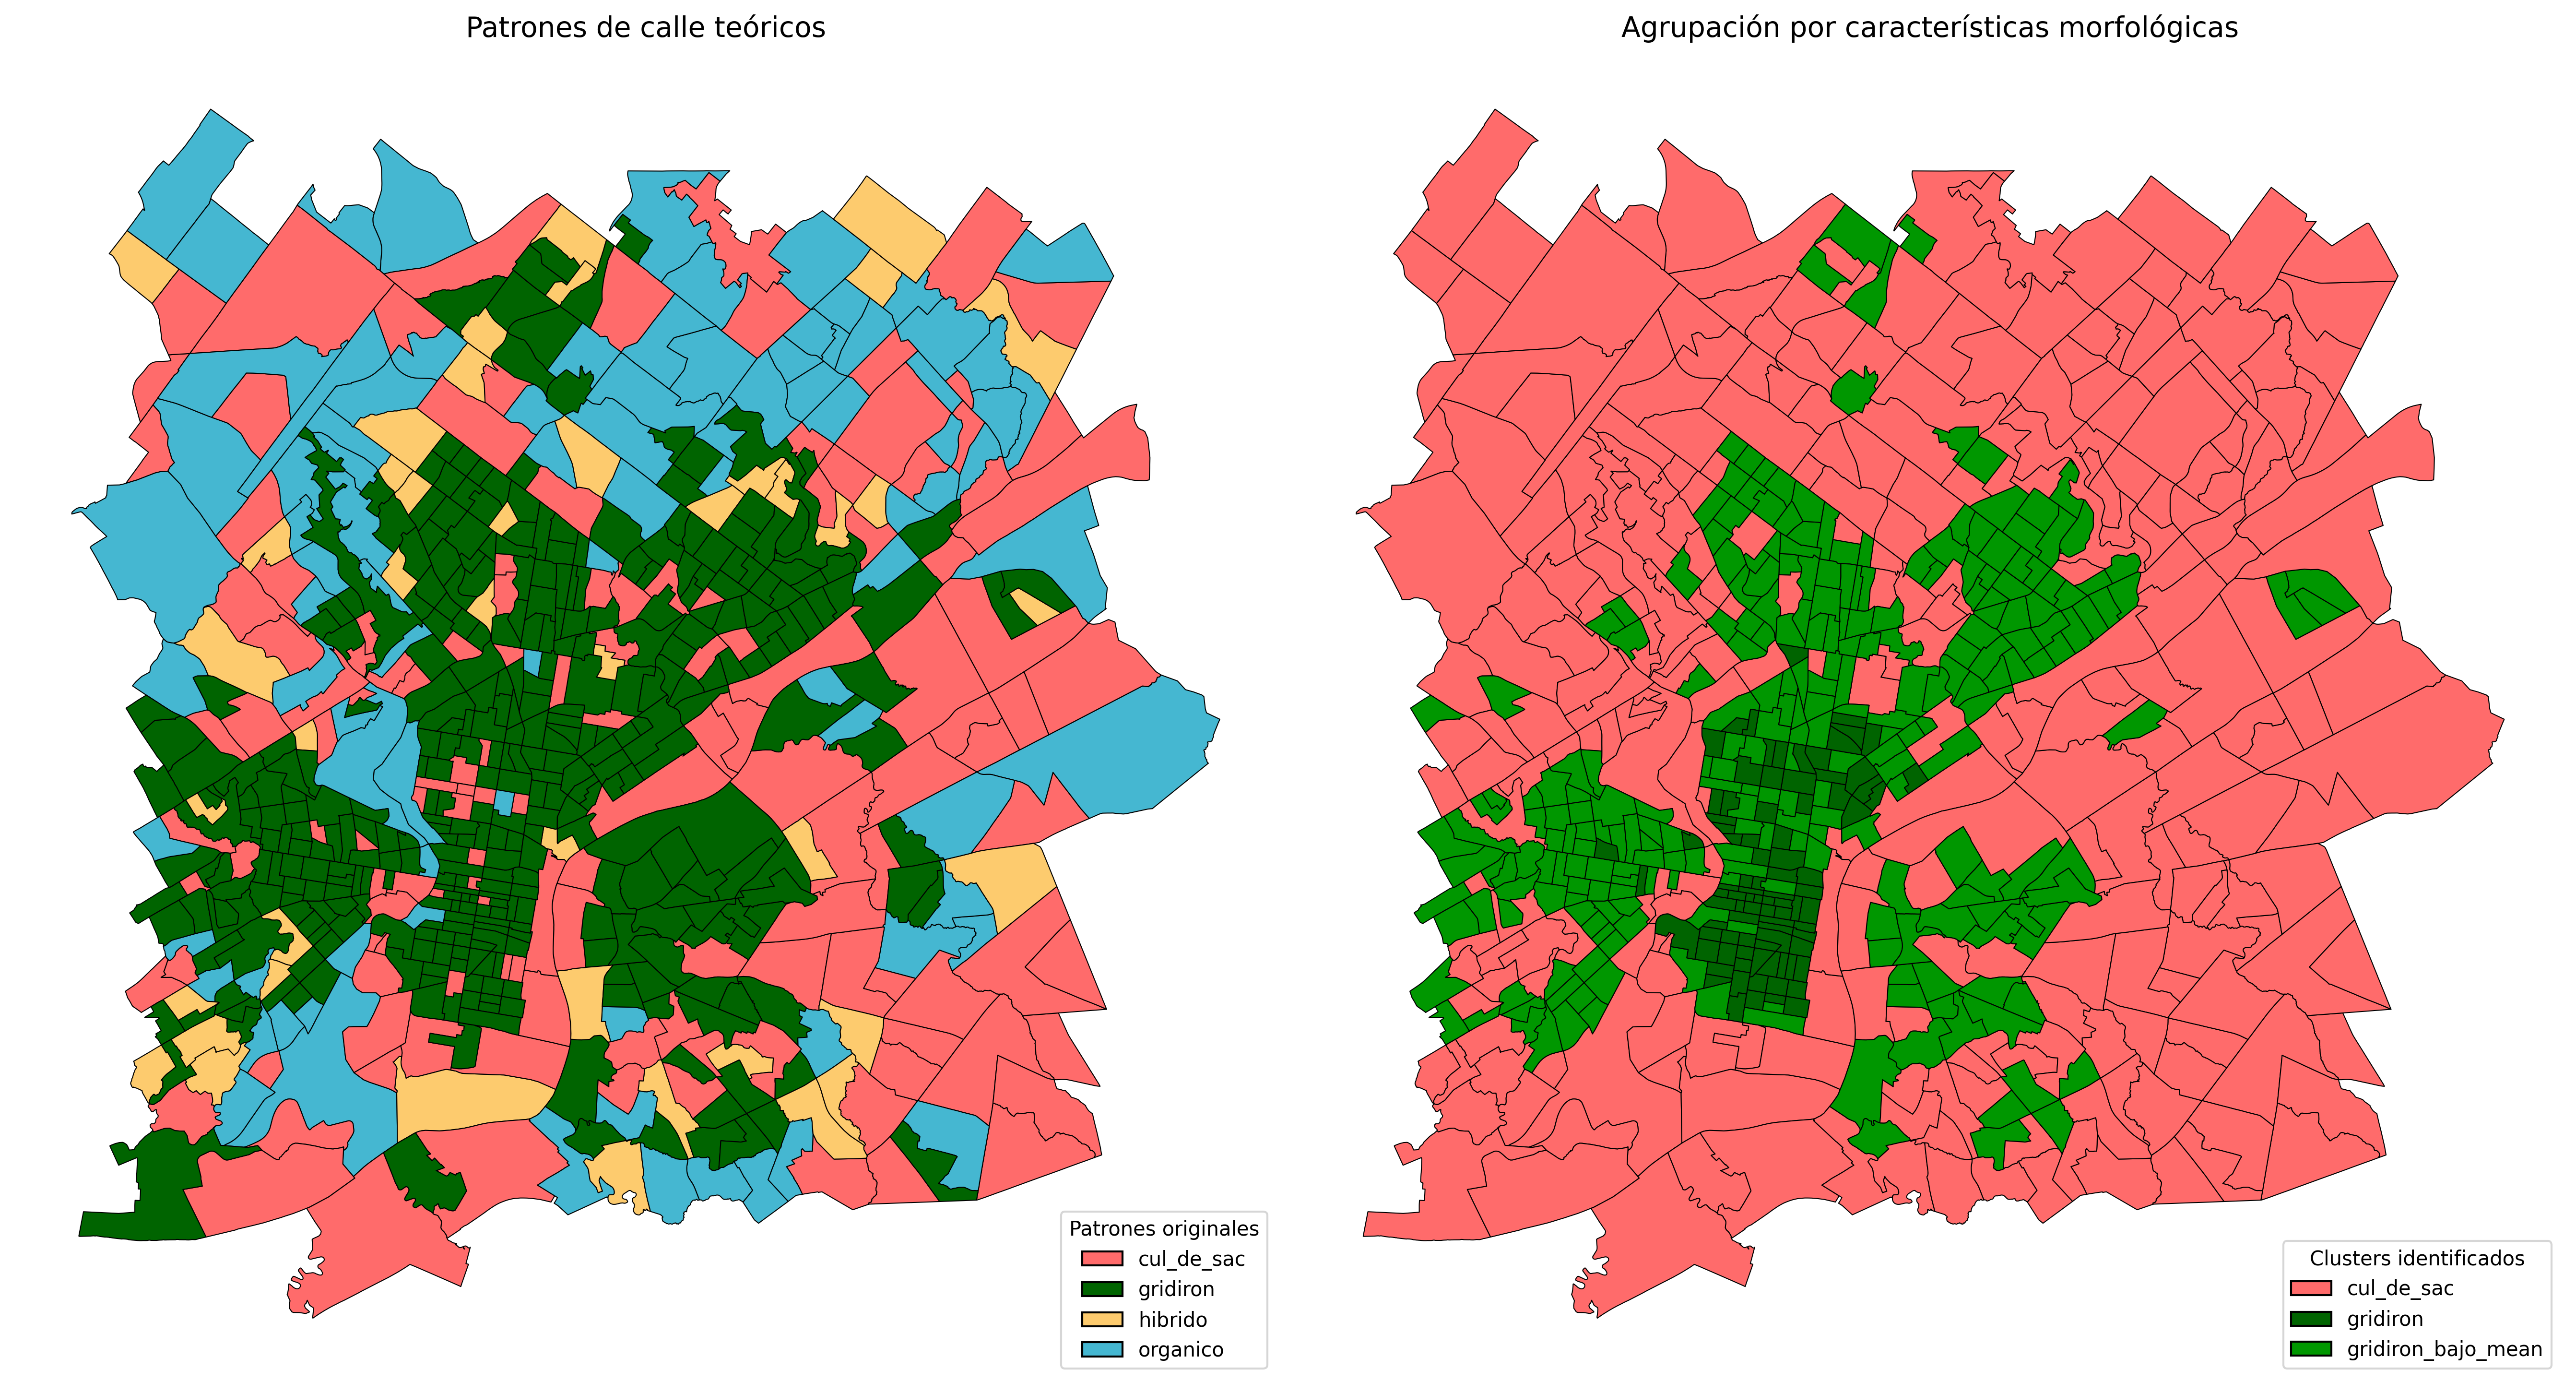 Patrones de calle teóricos
Agrupación por características morfológicas
Patrones originales
cul_de_sac
gridiron
hibrido
organico
Clusters identificados
cul_de_sac
gridiron
gridiron_bajo_mean